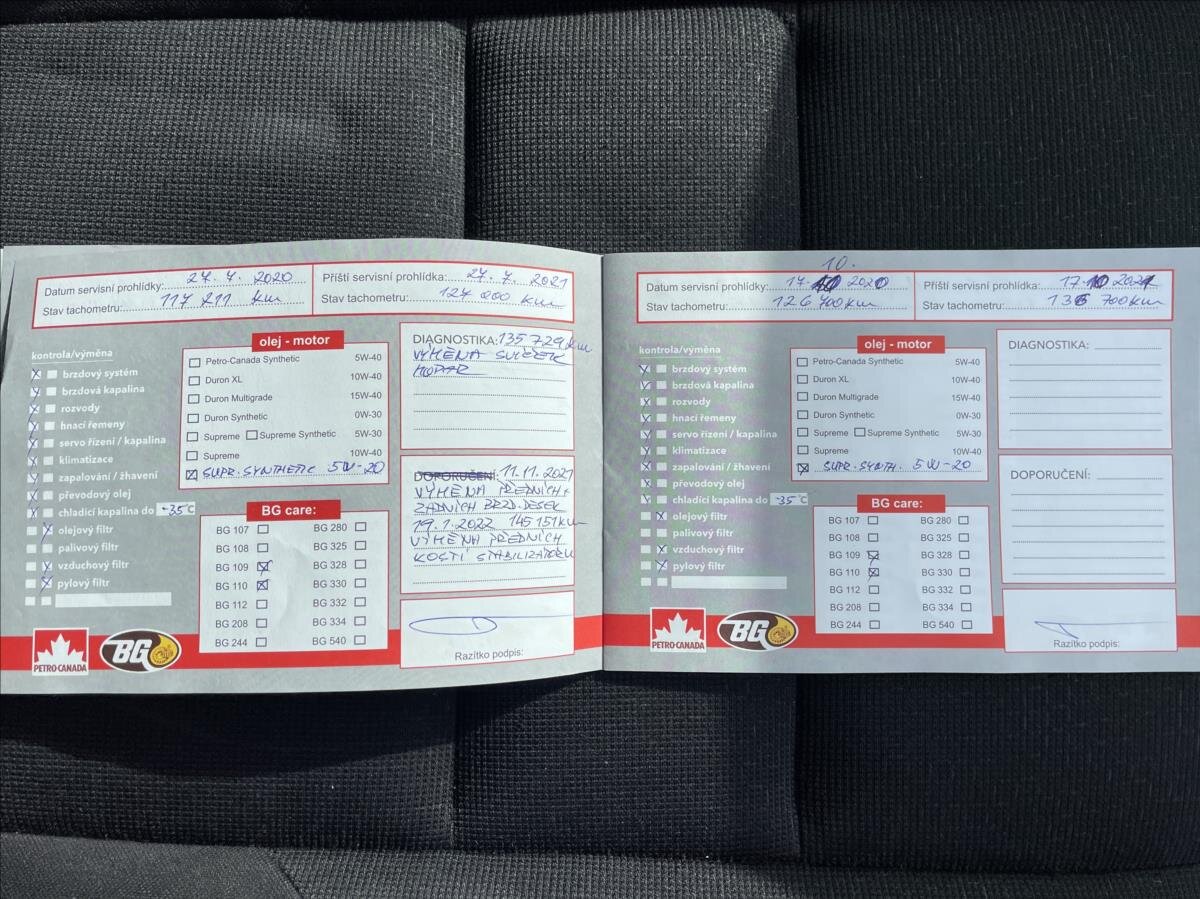 Datum servisní prohlídky: 27. 7. 2020
Stav tachometru: 117 211 km
Příští servisní prohlídka: 27. 7. 2021
Stav tachometru: 127 000 km
kontrola/výměna
brzdový systém
brzdová kapalina
rozvody
hnací řemeny
servo řízení / kapalina
klimatizace
zapalování / žhavení
převodový olej
chladící kapalina do -35°C
olejový filtr
palivový filtr
vzduchový filtr
pylový filtr
olej - motor
Petro-Canada Synthetic 5W-40
Duron XL 10W-40
Duron Multigrade 15W-40
Duron Synthetic 0W-30
Supreme Supreme Synthetic 5W-30
Supreme 10W-40
SUPR. SYNTHETIC 5W-20
BG care:
BG 107 BG 280
BG 108 BG 325
BG 109 BG 328
BG 110 BG 330
BG 112 BG 332
BG 208 BG 334
BG 244 BG 540
DIAGNOSTIKA: 135 729 km
VÝMĚNA SVÍČEK
MOPAR
DOPORUČENÍ: 11.11.2021
VÝMĚNA PŘEDNÍCH +
ZADNÍCH BRZD. DESEK
19.1.2022 145 151 km
VÝMĚNA PŘEDNÍCH
KOSTÍ STABILIZÁTORU
Razítko podpis:
PETRO-CANADA
BG
10.
Datum servisní prohlídky: 17. 2020
Stav tachometru: 126 700 km
Příští servisní prohlídka: 17. 10 2021
Stav tachometru: 136 700 km
kontrola/výměna
brzdový systém
brzdová kapalina
rozvody
hnací řemeny
servo řízení / kapalina
klimatizace
zapalování / žhavení
převodový olej
chladící kapalina do -35°C
olejový filtr
palivový filtr
vzduchový filtr
pylový filtr
olej - motor
Petro-Canada Synthetic 5W-40
Duron XL 10W-40
Duron Multigrade 15W-40
Duron Synthetic 0W-30
Supreme Supreme Synthetic 5W-30
Supreme 10W-40
SUPR. SYNTH. 5W-20
BG care:
BG 107 BG 280
BG 108 BG 325
BG 109 BG 328
BG 110 BG 330
BG 112 BG 332
BG 208 BG 334
BG 244 BG 540
DIAGNOSTIKA:
DOPORUČENÍ:
Razítko podpis:
PETRO-CANADA
BG